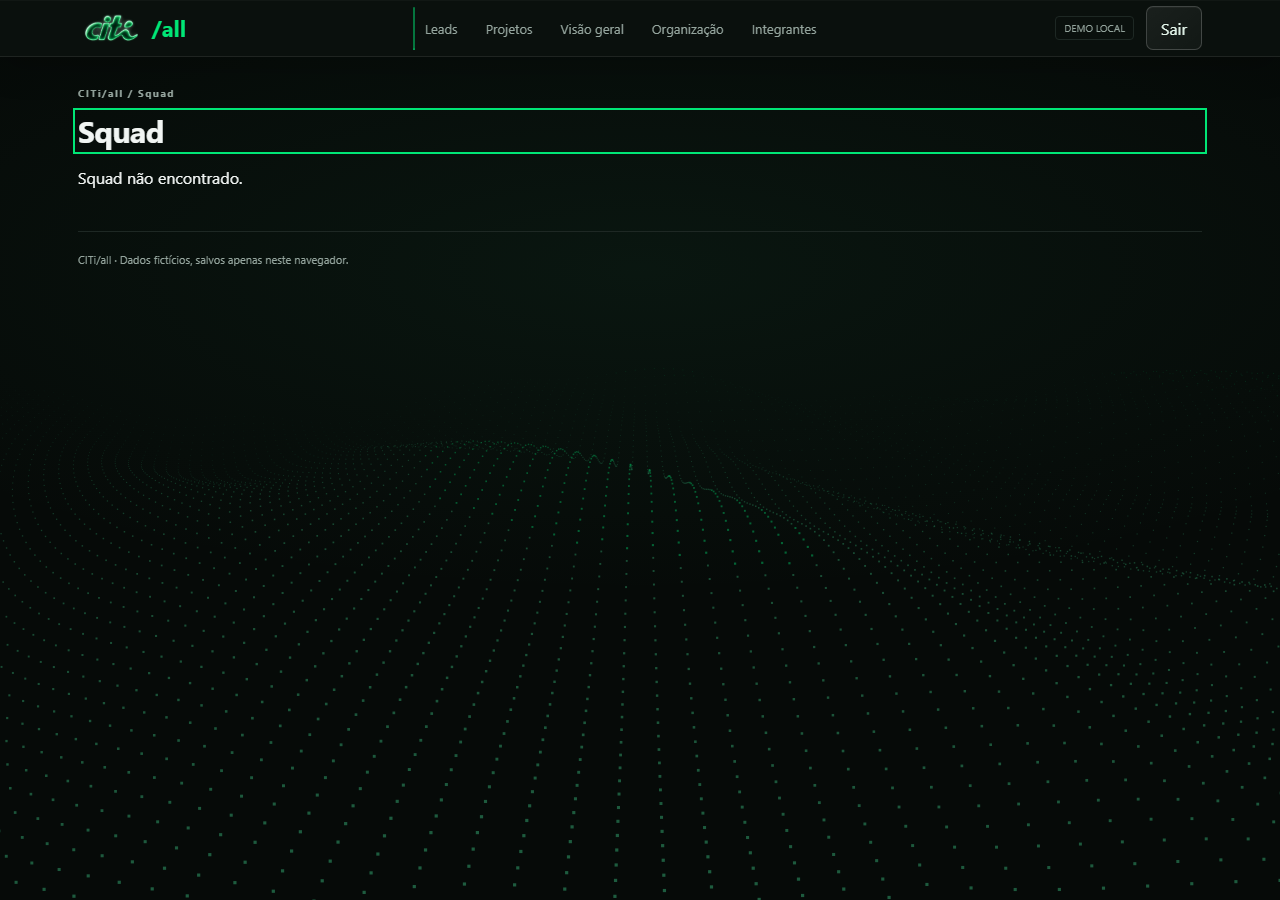 citi /all
Leads
Projetos
Visão geral
Organização
Integrantes
DEMO LOCAL
Sair
CITi/all / Squad
Squad
Squad não encontrado.
CITi/all · Dados fictícios, salvos apenas neste navegador.